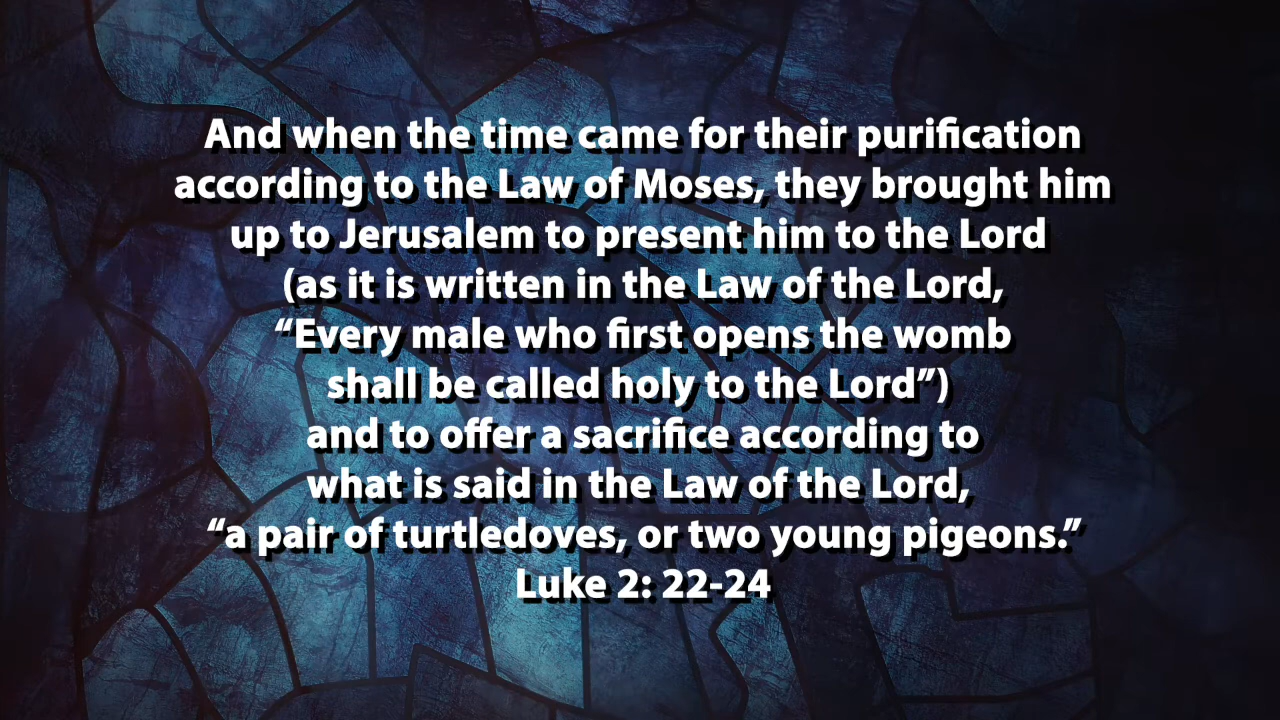 And when the time came for their purification
according to the Law of Moses, they brought him
up to Jerusalem to present him to the Lord
(as it is written in the Law of the Lord,
“Every male who first opens the womb
shall be called holy to the Lord”)
and to offer a sacrifice according to
what is said in the Law of the Lord,
“a pair of turtledoves, or two young pigeons.”
Luke 2: 22-24